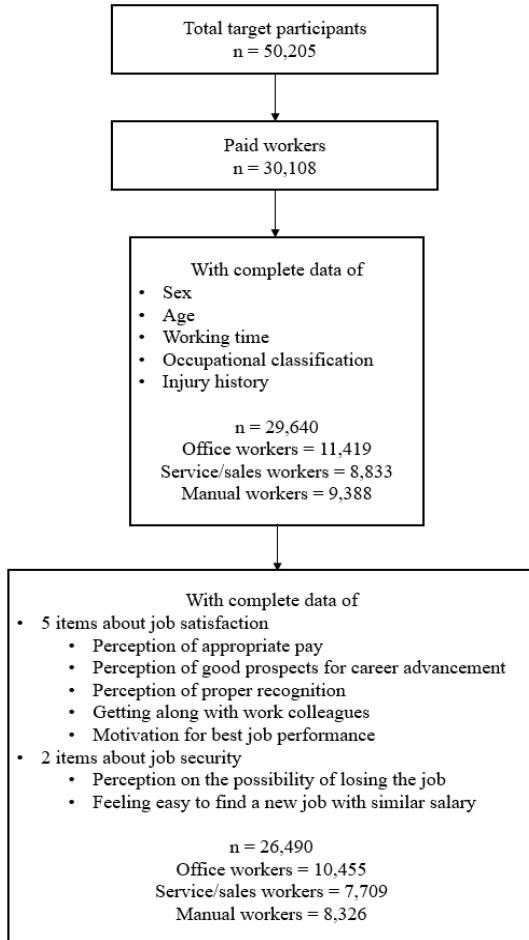 Total target participants
n = 50,205
Paid workers
n = 30,108
With complete data of
• Sex
• Age
• Working time
• Occupational classification
• Injury history
n = 29,640
Office workers = 11,419
Service/sales workers = 8,833
Manual workers = 9,388
With complete data of
• 5 items about job satisfaction
• Perception of appropriate pay
• Perception of good prospects for career advancement
• Perception of proper recognition
• Getting along with work colleagues
• Motivation for best job performance
• 2 items about job security
• Perception on the possibility of losing the job
• Feeling easy to find a new job with similar salary
n = 26,490
Office workers = 10,455
Service/sales workers = 7,709
Manual workers = 8,326